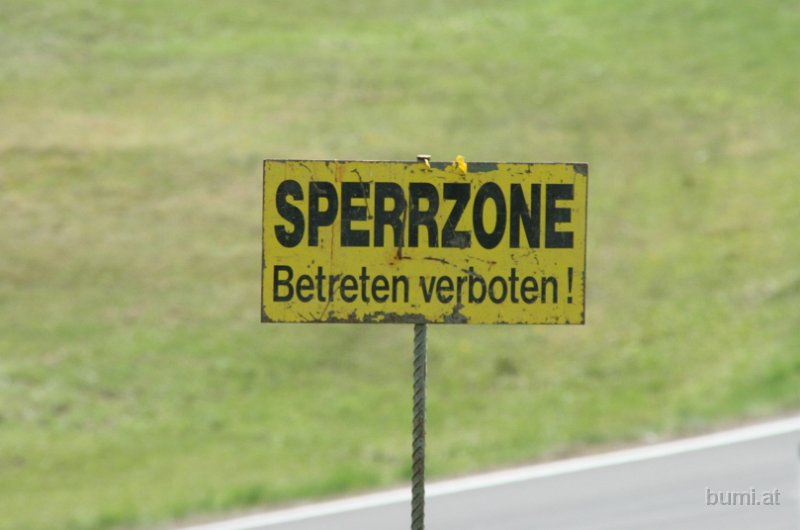 SPERRZONE
Betreten verboten !
bumi.at